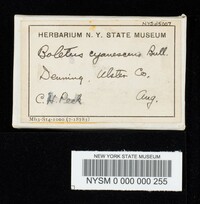 HERBARIUM N. Y. STATE MUSEUM
Boletus cyanescens Bull.
Denning. Ulster Co.
C. H. Peck Aug.
NEW YORK STATE MUSEUM
NYSM 0 000 000 255